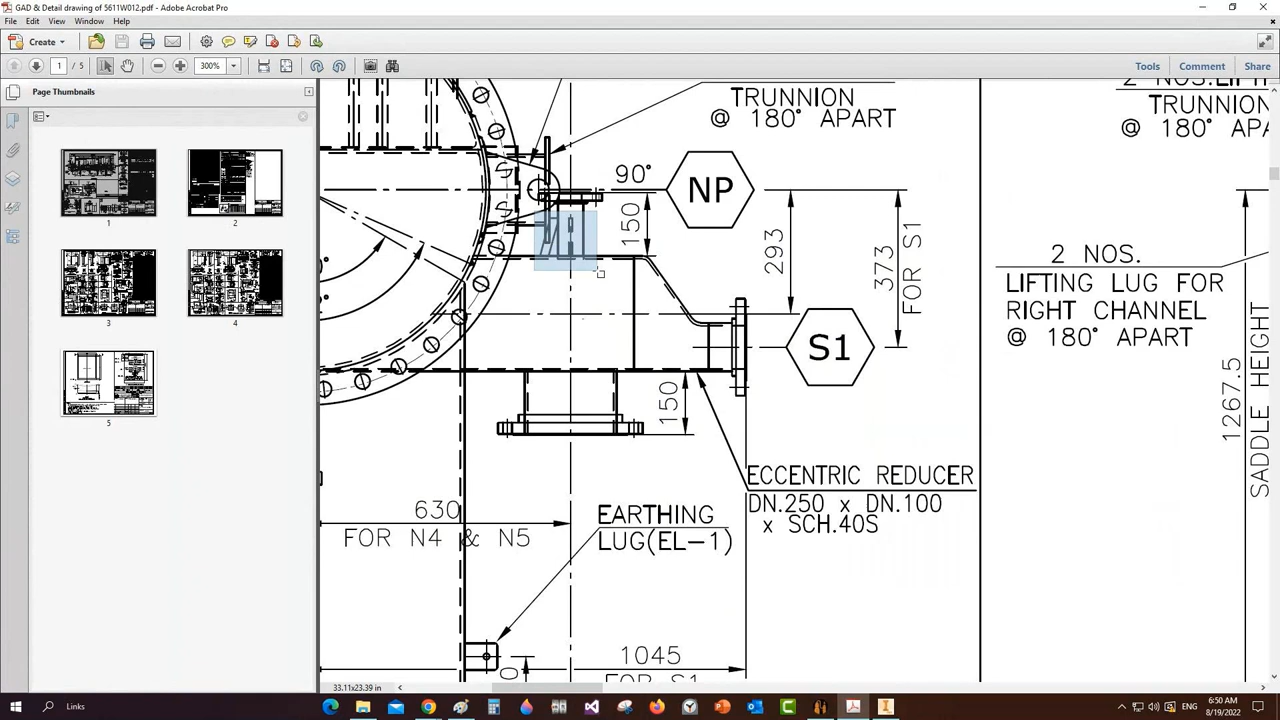 GAD & Detail drawing of 5611W012.pdf - Adobe Acrobat Pro
File Edit View Window Help
Create
1 / 5 300% Tools Comment Share
Page Thumbnails
1
2
3
4
5
TRUNNION
@ 180° APART
90°
NP
150
293
373
FOR S1
S1
150
ECCENTRIC REDUCER
DN.250 x DN.100
x SCH.40S
630
FOR N4 & N5
EARTHING
LUG(EL-1)
1045
FOR S1
TRUNNION
2 NOS.
LIFTING LUG FOR
RIGHT CHANNEL
@ 180° APART
1267.5
SADDLE HEIGHT
33.11x23.39 in
Links
6:50 AM
8/19/2022